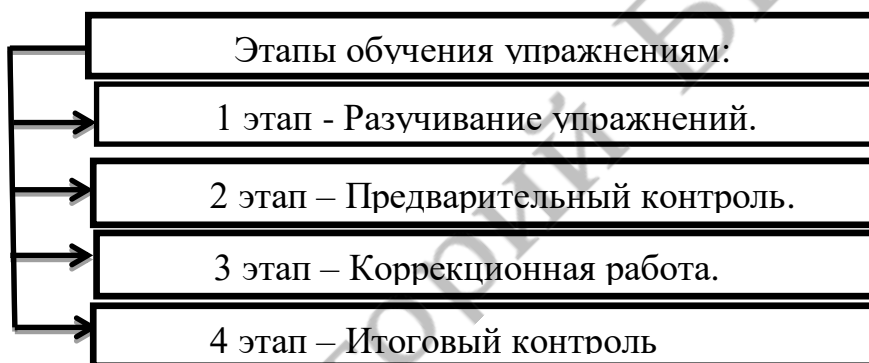 Этапы обучения упражнениям:
1 этап - Разучивание упражнений.
2 этап – Предварительный контроль.
3 этап – Коррекционная работа.
4 этап – Итоговый контроль